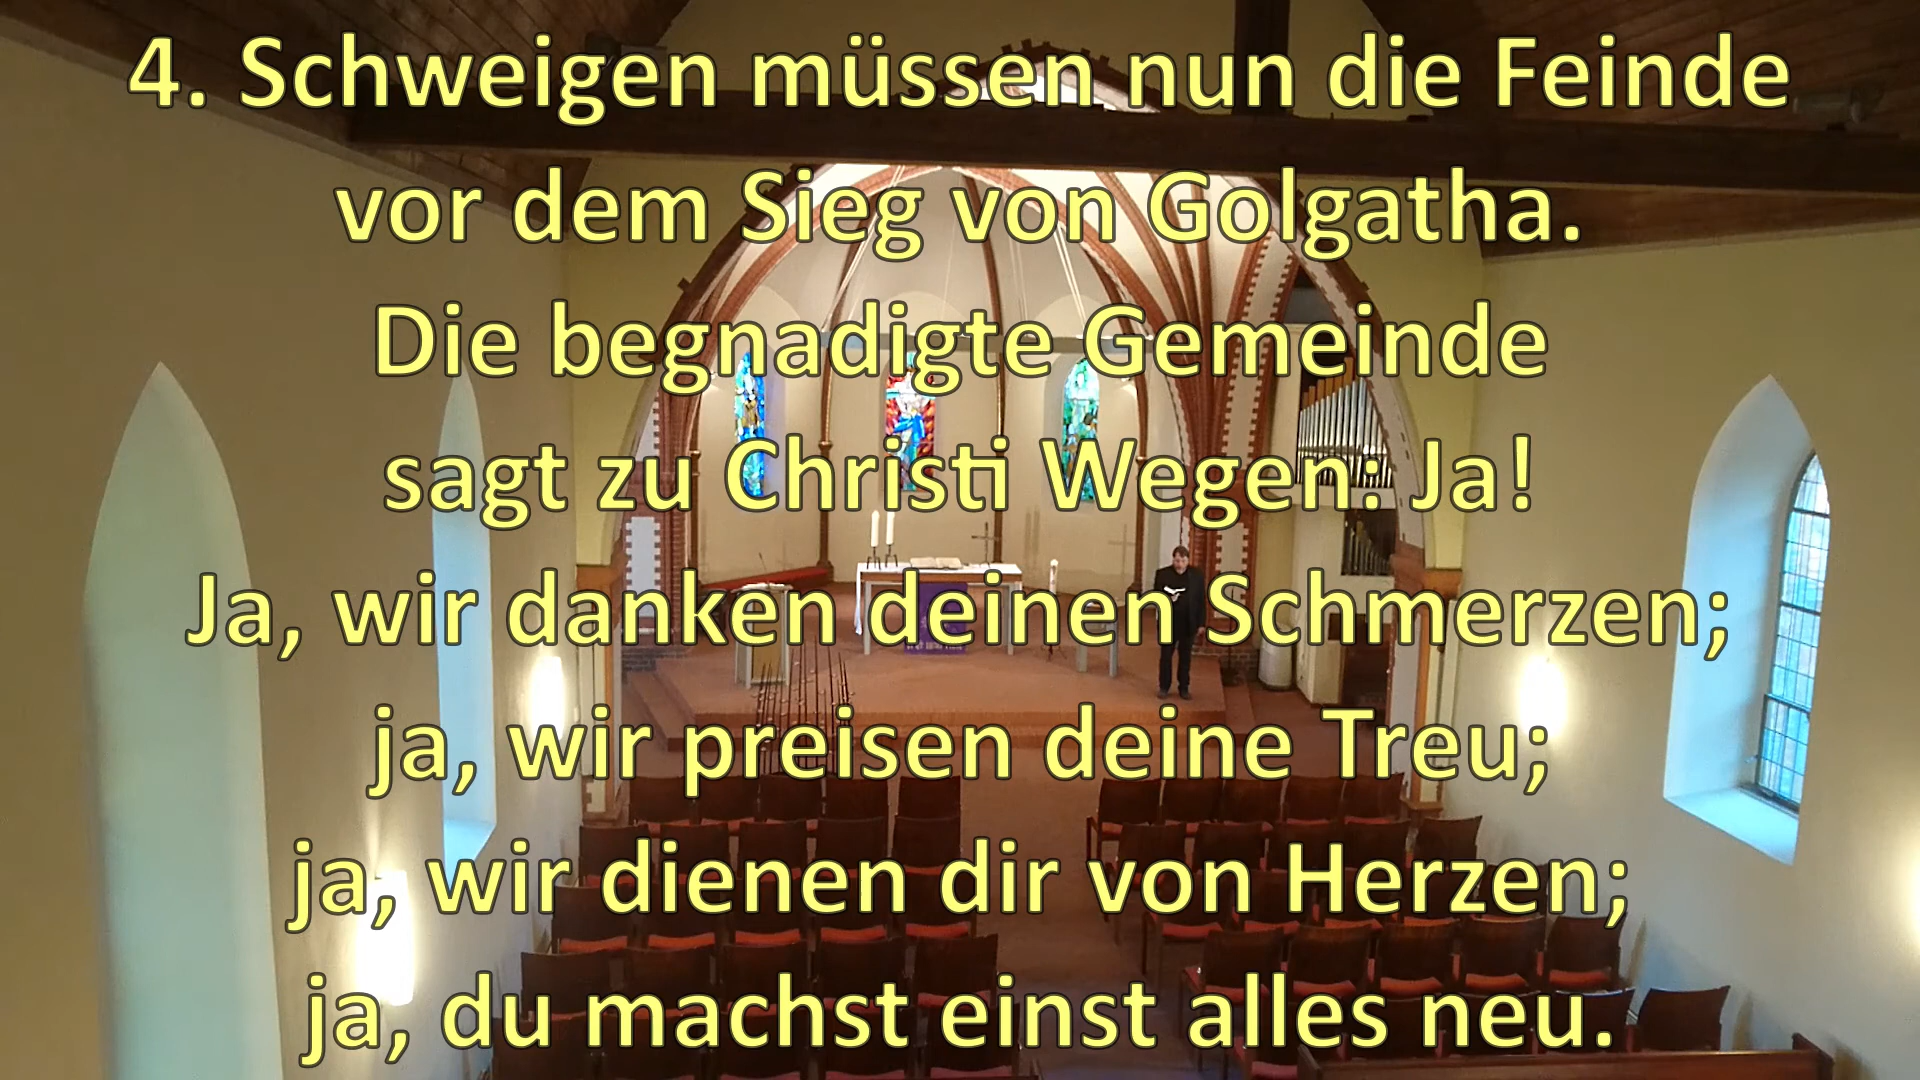 4. Schweigen müssen nun die Feinde
vor dem Sieg von Golgatha.
Die begnadigte Gemeinde
sagt zu Christi Wegen: Ja!
Ja, wir danken deinen Schmerzen;
ja, wir preisen deine Treu;
ja, wir dienen dir von Herzen;
ja, du machst einst alles neu.